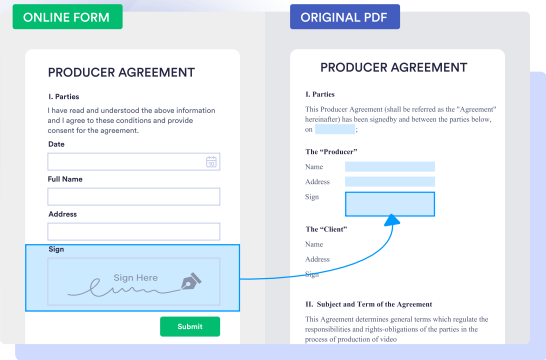 ONLINE FORM
PRODUCER AGREEMENT
I. Parties
I have read and understood the above information
and I agree to these conditions and provide
consent for the agreement.
Date
Full Name
Address
Sign
Sign Here
Submit
ORIGINAL PDF
PRODUCER AGREEMENT
I. Parties
This Producer Agreement (shall be referred as the "Agreement"
hereinafter) has been signedby and between the parties below,
on ;
The “Producer”
Name
Address
Sign
The “Client”
Name
Address
Sign
II. Subject and Term of the Agreement
This Agreement determines general terms which regulate the
responsibilities and rights-obligations of the parties in the
process of production of video